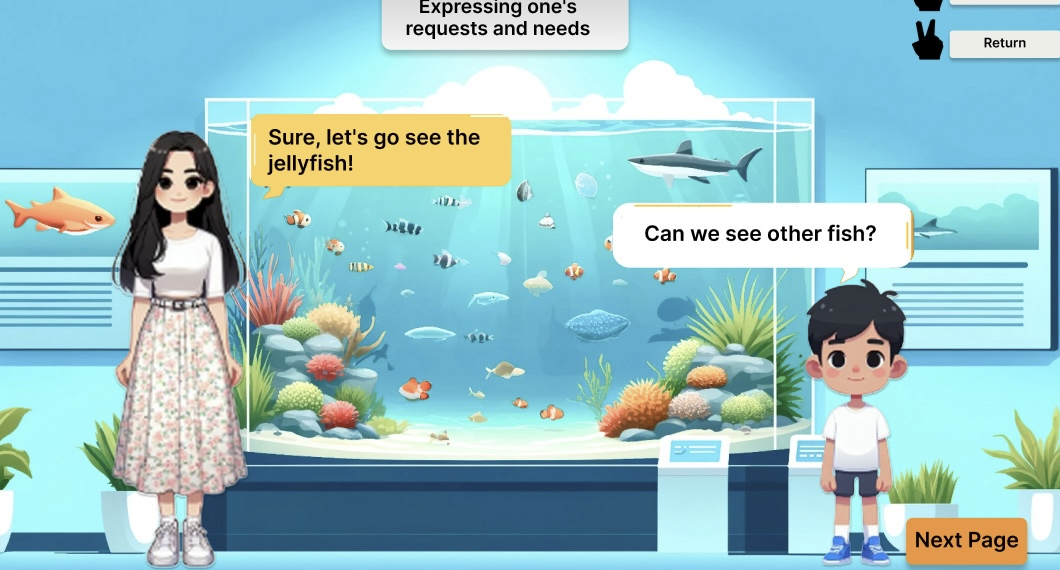 Expressing one's
requests and needs
Return
Sure, let's go see the
jellyfish!
Can we see other fish?
Next Page